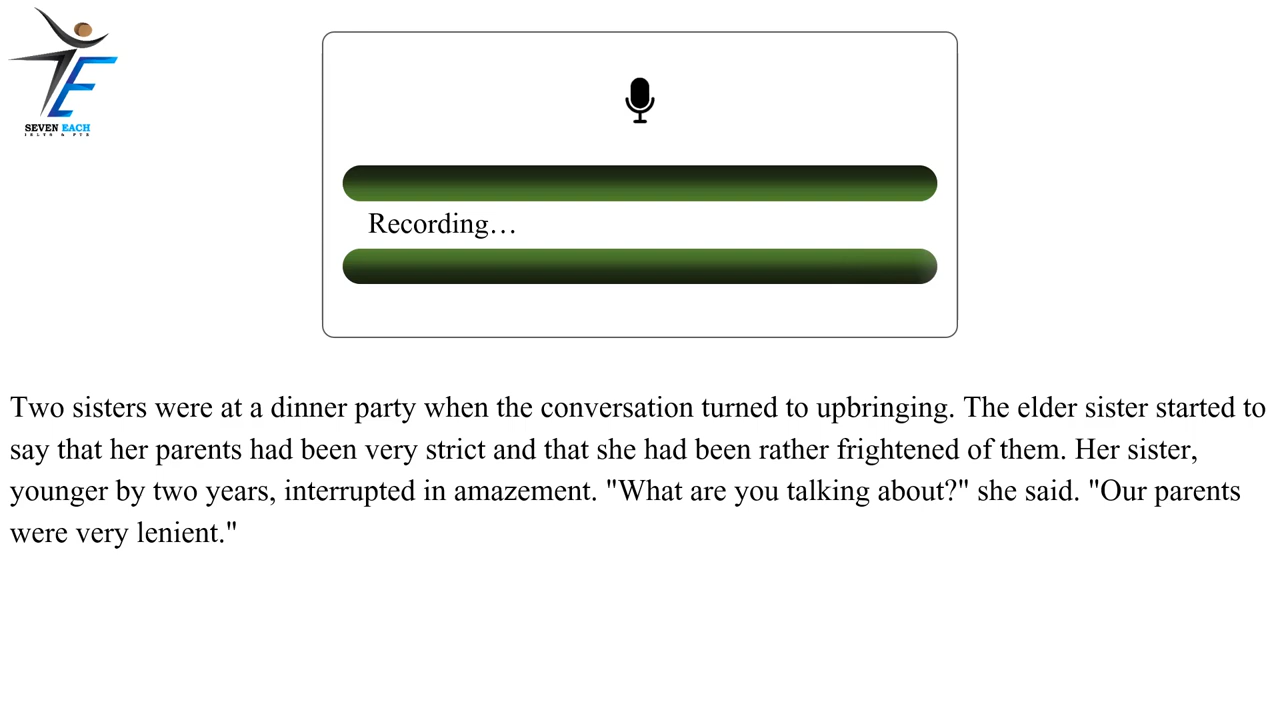 SEVEN EACH
IELTS & PTE
Recording…
Two sisters were at a dinner party when the conversation turned to upbringing. The elder sister started to
say that her parents had been very strict and that she had been rather frightened of them. Her sister,
younger by two years, interrupted in amazement. "What are you talking about?" she said. "Our parents
were very lenient."